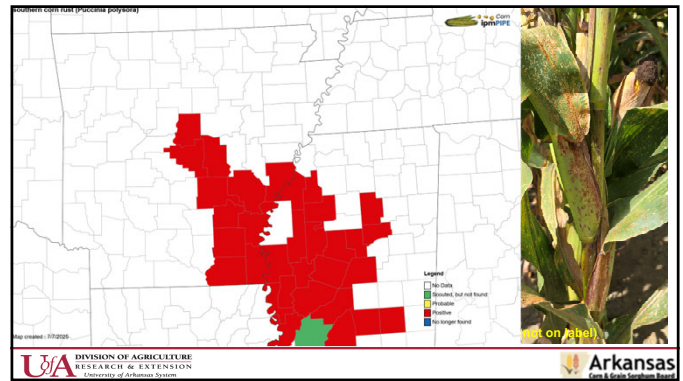 southern corn rust (Puccinia polysora)
Corn
ipmPIPE
Legend
No Data
Scouted, but not found
Probable
Positive
No longer found
Map created : 7/7/2025
not on label)
UofA
DIVISION OF AGRICULTURE
RESEARCH & EXTENSION
University of Arkansas System
Arkansas
Corn & Grain Sorghum Board